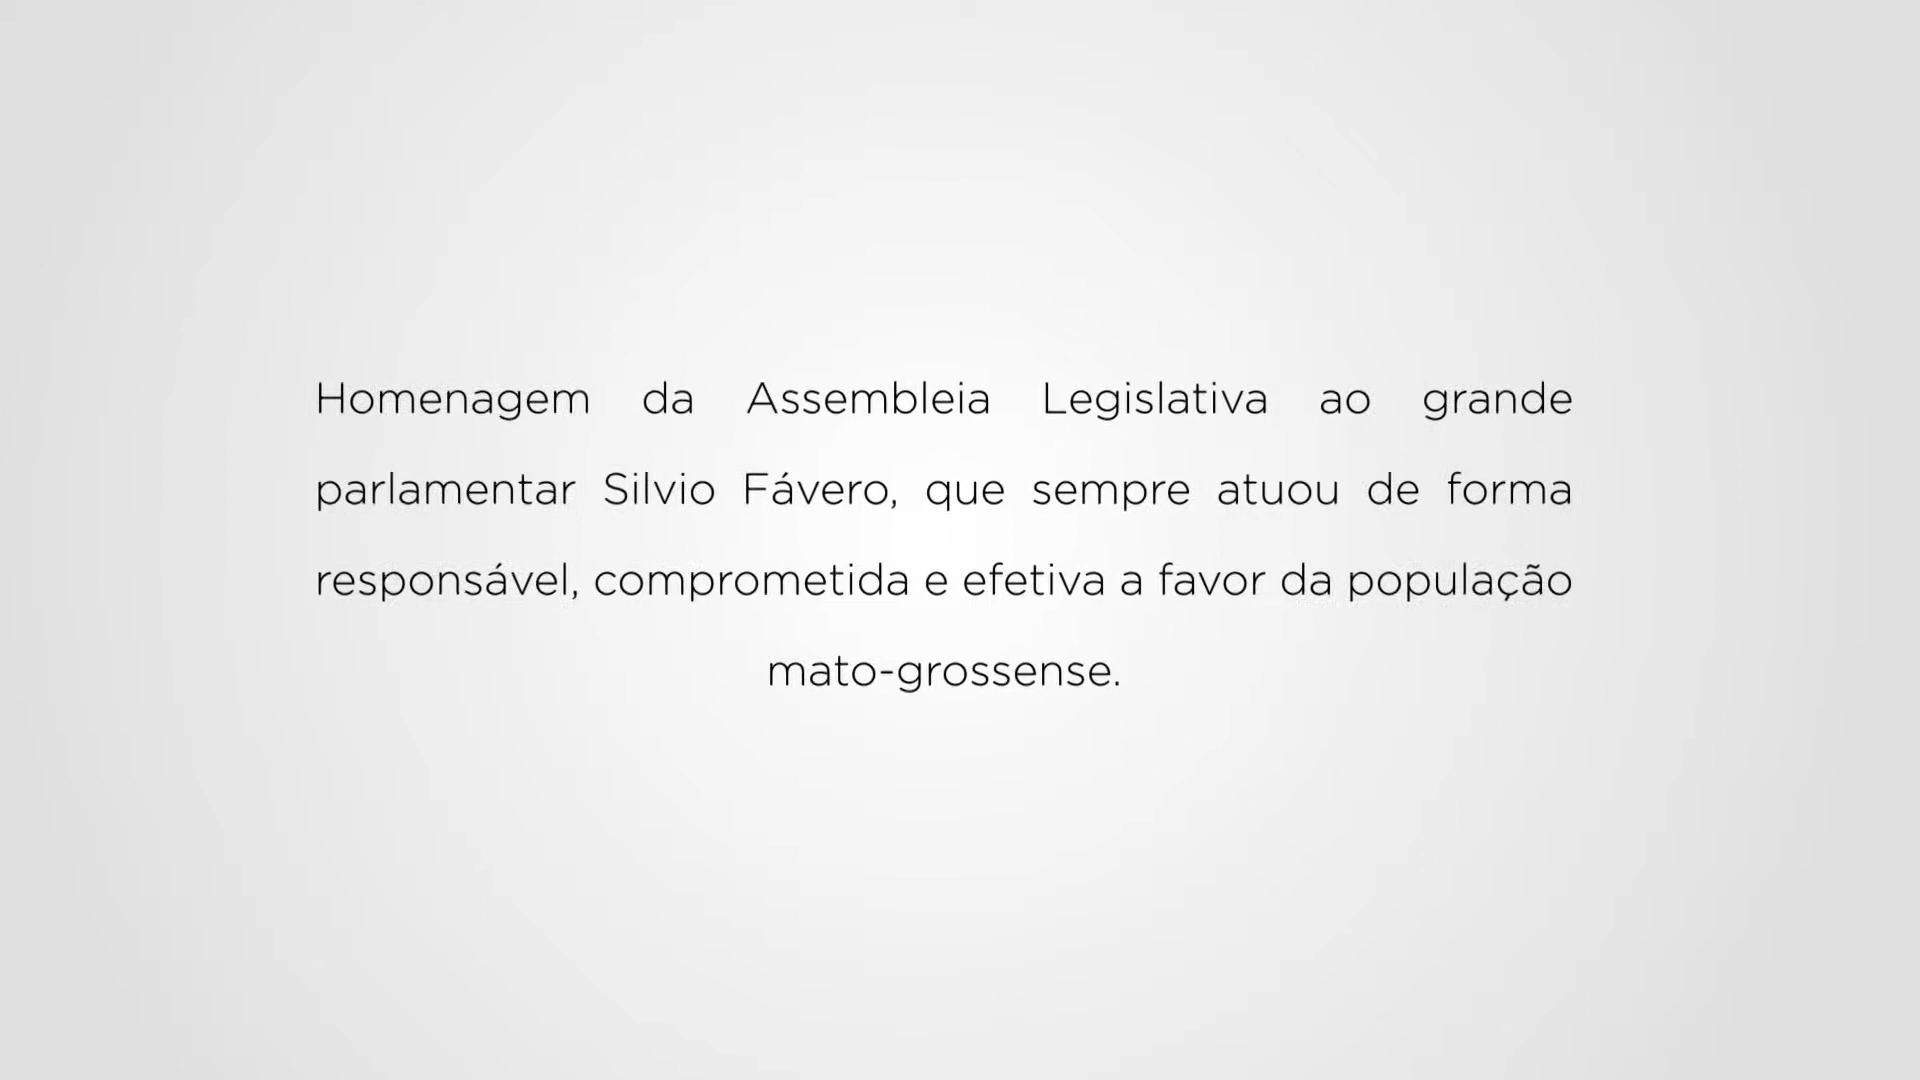 Homenagem da Assembleia Legislativa ao grande
parlamentar Silvio Fávero, que sempre atuou de forma
responsável, comprometida e efetiva a favor da população
mato-grossense.